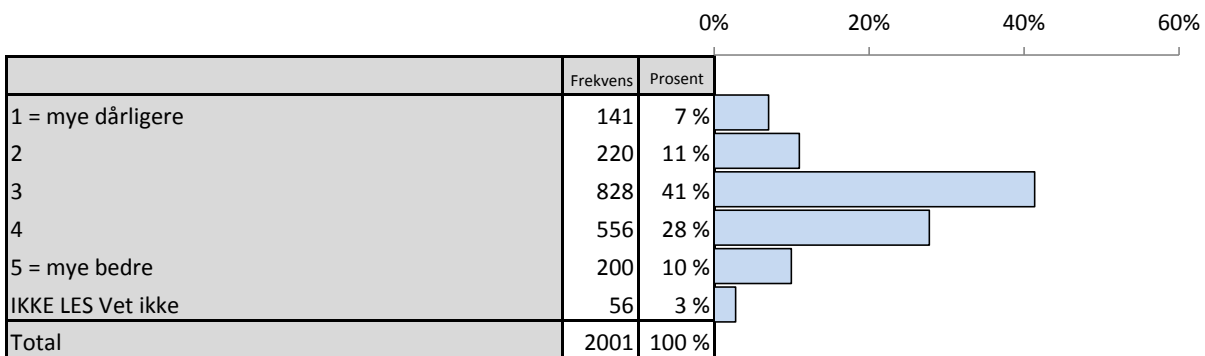 0% 20% 40% 60%
Frekvens Prosent
1 = mye dårligere 141 7 %
2 220 11 %
3 828 41 %
4 556 28 %
5 = mye bedre 200 10 %
IKKE LES Vet ikke 56 3 %
Total 2001 100 %